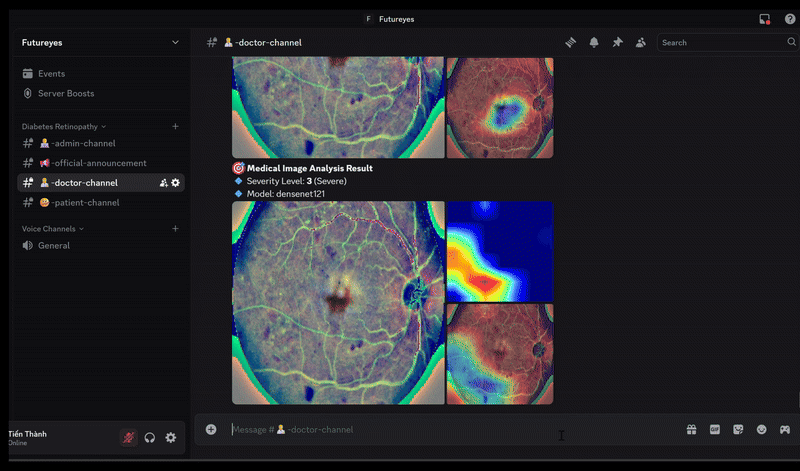 F Futureyes
Futureyes
Events
Server Boosts
Diabetes Retinopathy
-admin-channel
-official-announcement
-doctor-channel
-patient-channel
Voice Channels
General
Tiến Thành
Online
-doctor-channel
Search
Medical Image Analysis Result
Severity Level: 3 (Severe)
Model: densenet121
Message # -doctor-channel
GIF